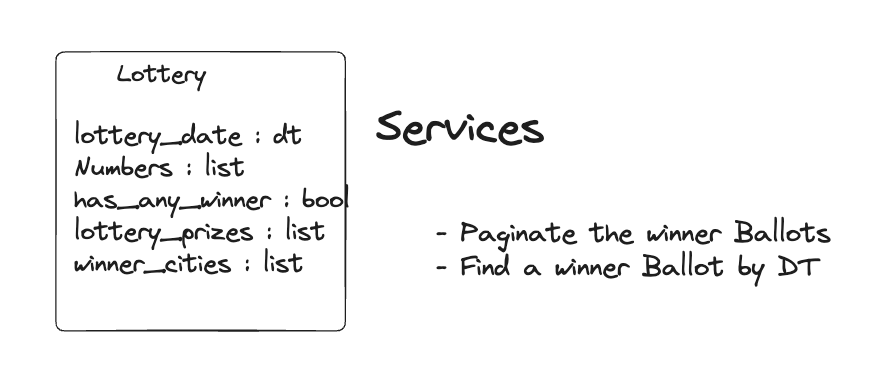 Lottery
lottery_date : dt
Numbers : list
has_any_winner : bool
lottery_prizes : list
winner_cities : list
Services
- Paginate the winner Ballots
- Find a winner Ballot by DT